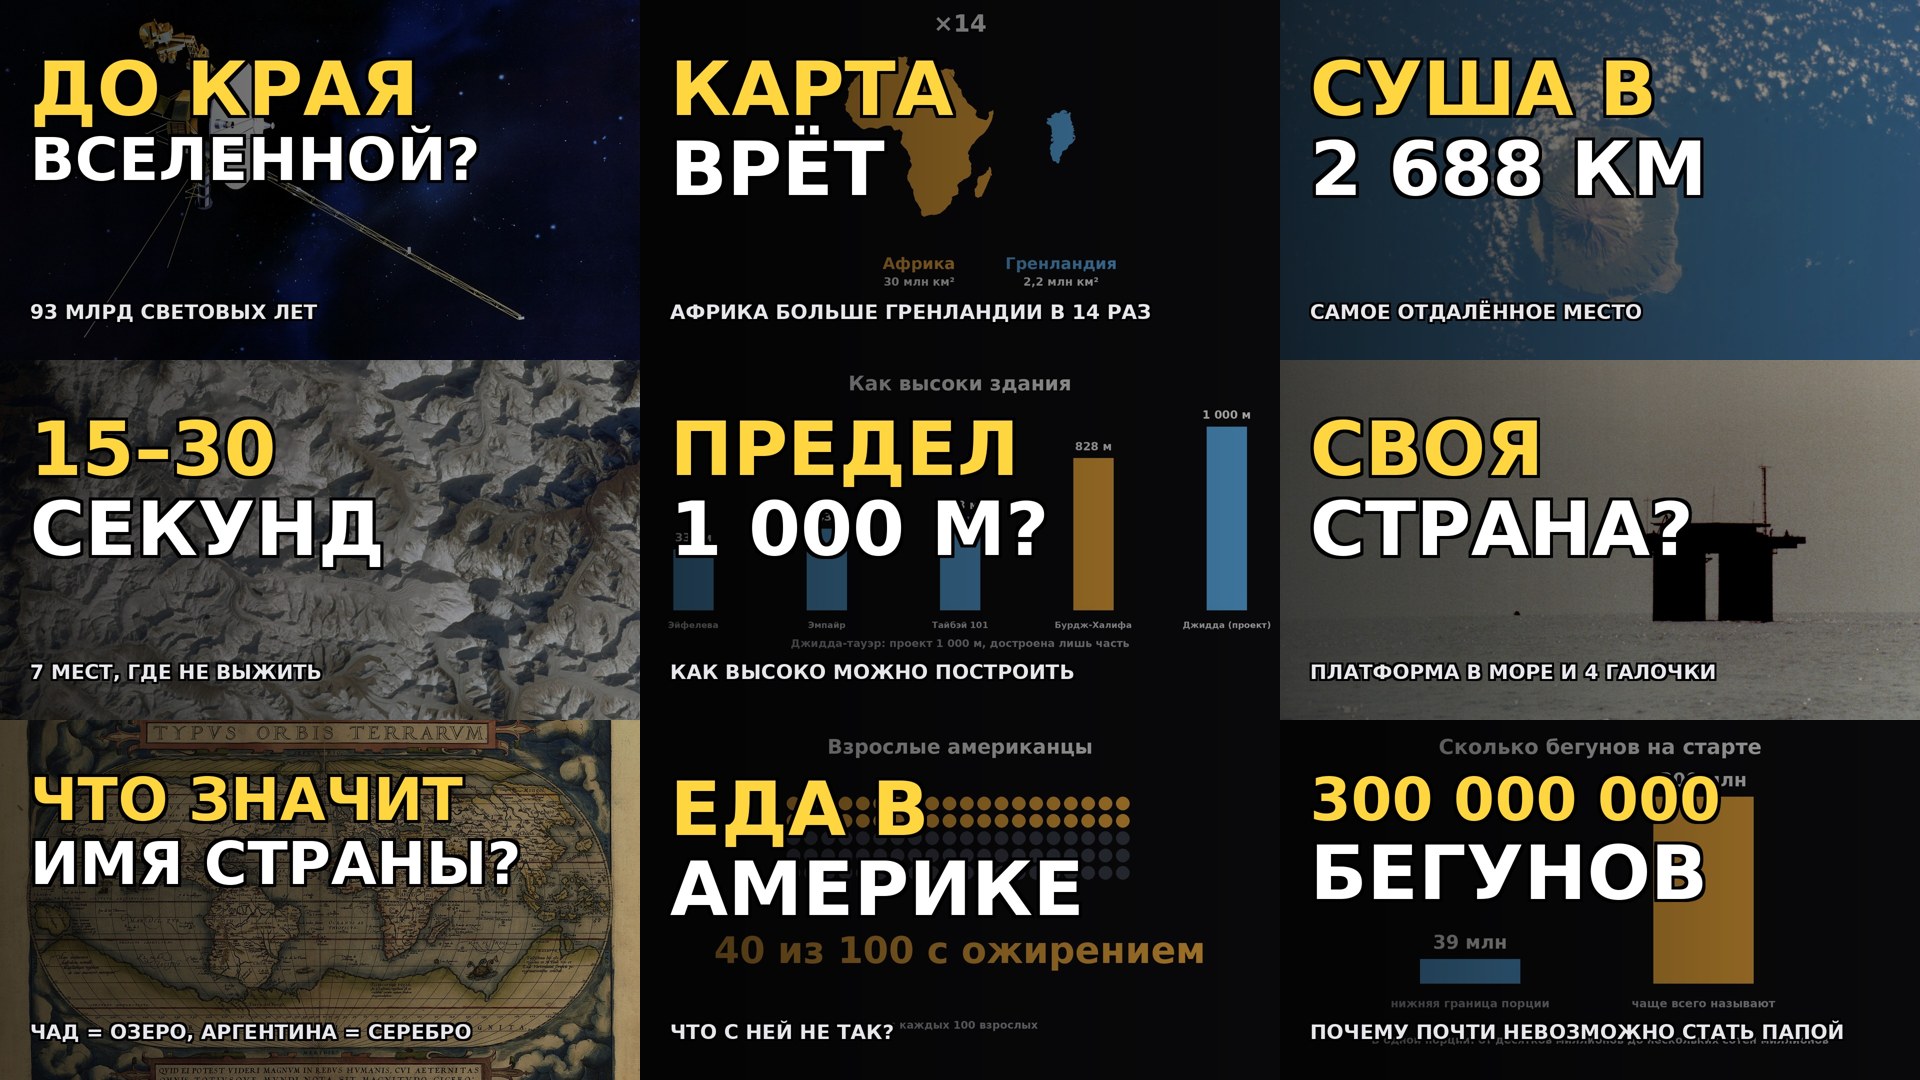 ДО КРАЯ
ВСЕЛЕННОЙ?
93 МЛРД СВЕТОВЫХ ЛЕТ
×14
КАРТА
ВРЁТ
Африка
30 млн км²
Гренландия
2,2 млн км²
АФРИКА БОЛЬШЕ ГРЕНЛАНДИИ В 14 РАЗ
СУША В
2 688 КМ
САМОЕ ОТДАЛЁННОЕ МЕСТО
15–30
СЕКУНД
7 МЕСТ, ГДЕ НЕ ВЫЖИТЬ
Как высоки здания
ПРЕДЕЛ
1 000 М?
828 м
1 000 м
Эйфелева
Эмпайр
Тайбэй 101
Бурдж-Халифа
Джидда (проект)
Джидда-тауэр: проект 1 000 м, достроена лишь часть
КАК ВЫСОКО МОЖНО ПОСТРОИТЬ
СВОЯ
СТРАНА?
ПЛАТФОРМА В МОРЕ И 4 ГАЛОЧКИ
TYPVS ORBIS TERRARVM
ЧТО ЗНАЧИТ
ИМЯ СТРАНЫ?
ЧАД = ОЗЕРО, АРГЕНТИНА = СЕРЕБРО
Взрослые американцы
ЕДА В
АМЕРИКЕ
40 из 100 с ожирением
ЧТО С НЕЙ НЕ ТАК?
каждых 100 взрослых
Сколько бегунов на старте
млн
300 000 000
БЕГУНОВ
39 млн
нижняя граница порции
чаще всего называют
ПОЧЕМУ ПОЧТИ НЕВОЗМОЖНО СТАТЬ ПАПОЙ